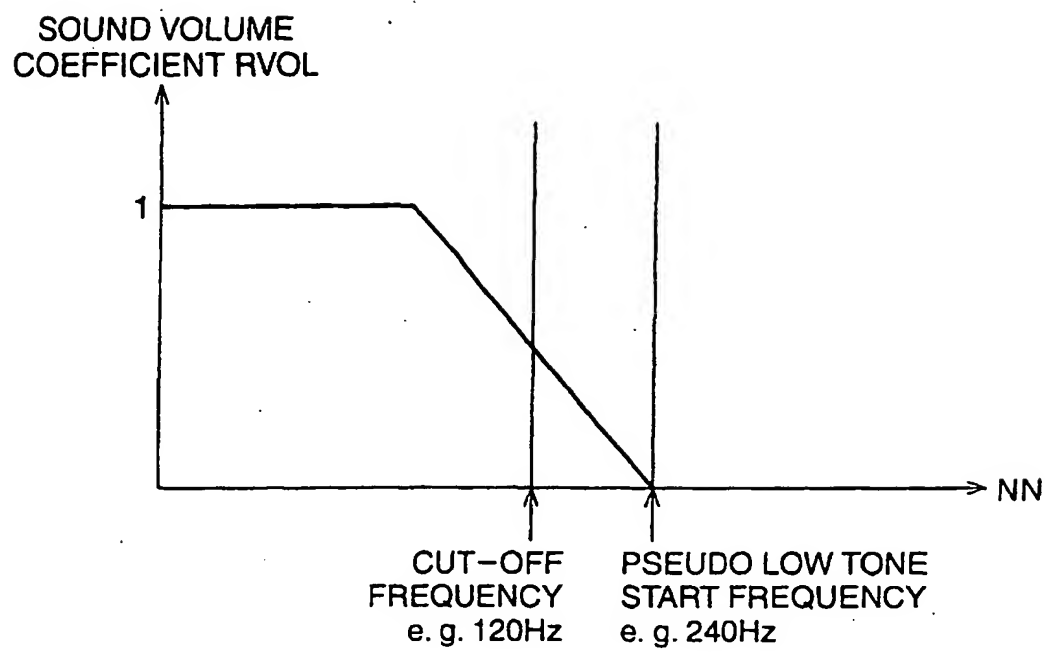 SOUND VOLUME
COEFFICIENT RVOL
1
NN
CUT-OFF
FREQUENCY
e. g. 120Hz
PSEUDO LOW TONE
START FREQUENCY
e. g. 240Hz